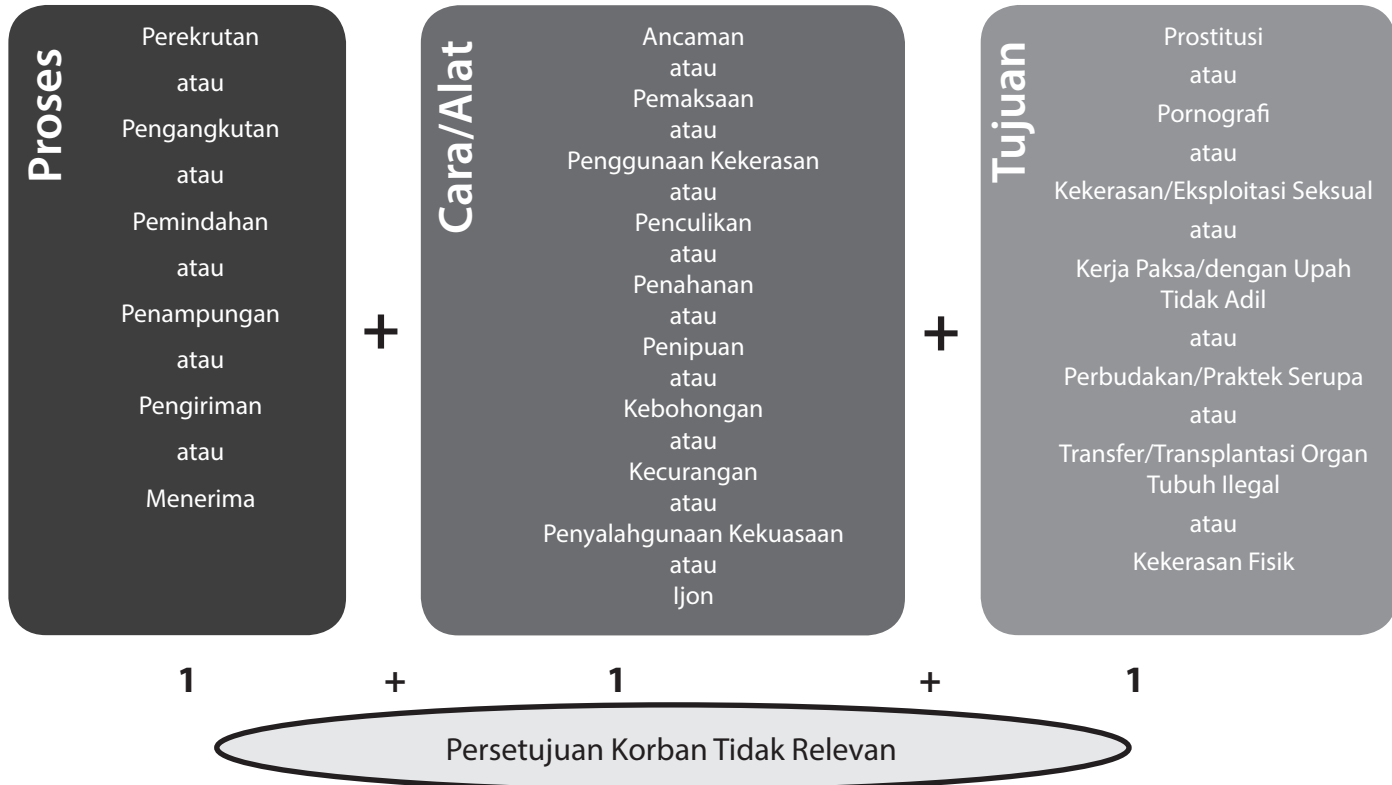 Proses
Perekrutan
atau
Pengangkutan
atau
Pemindahan
atau
Penampungan
atau
Pengiriman
atau
Menerima
+
Cara/Alat
Ancaman
atau
Pemaksaan
atau
Penggunaan Kekerasan
atau
Penculikan
atau
Penahanan
atau
Penipuan
atau
Kebohongan
atau
Kecurangan
atau
Penyalahgunaan Kekuasaan
atau
Ijon
+
Tujuan
Prostitusi
atau
Pornografi
atau
Kekerasan/Eksploitasi Seksual
atau
Kerja Paksa/dengan Upah
Tidak Adil
atau
Perbudakan/Praktek Serupa
atau
Transfer/Transplantasi Organ
Tubuh Ilegal
atau
Kekerasan Fisik
1 + 1 + 1
Persetujuan Korban Tidak Relevan